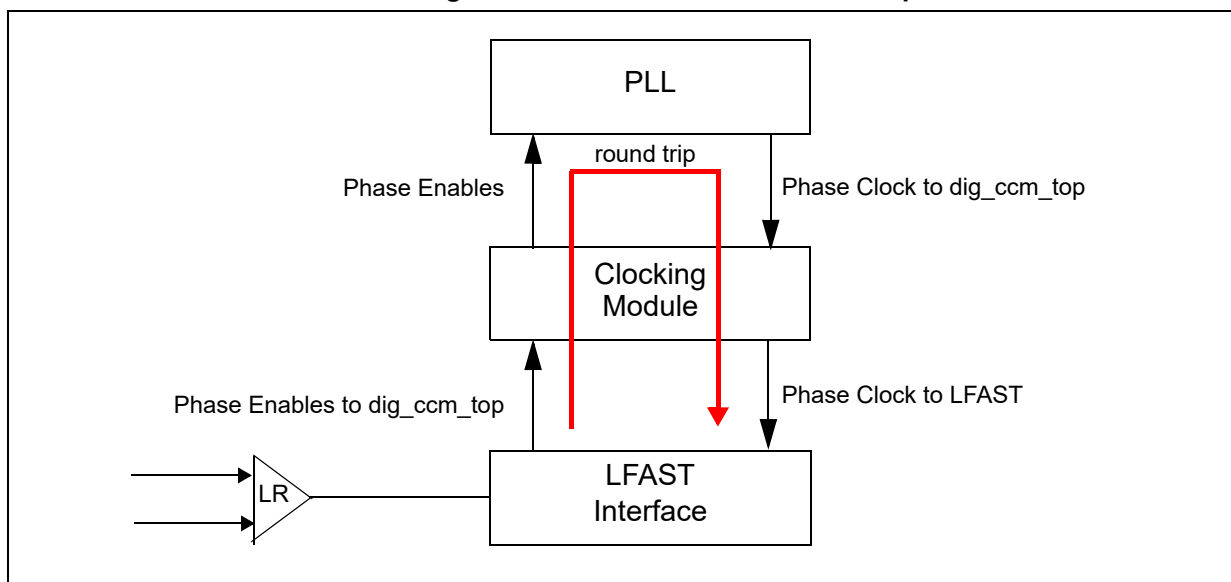 PLL
round trip
Phase Enables
Phase Clock to dig_ccm_top
Clocking
Module
Phase Enables to dig_ccm_top
Phase Clock to LFAST
LR
LFAST
Interface